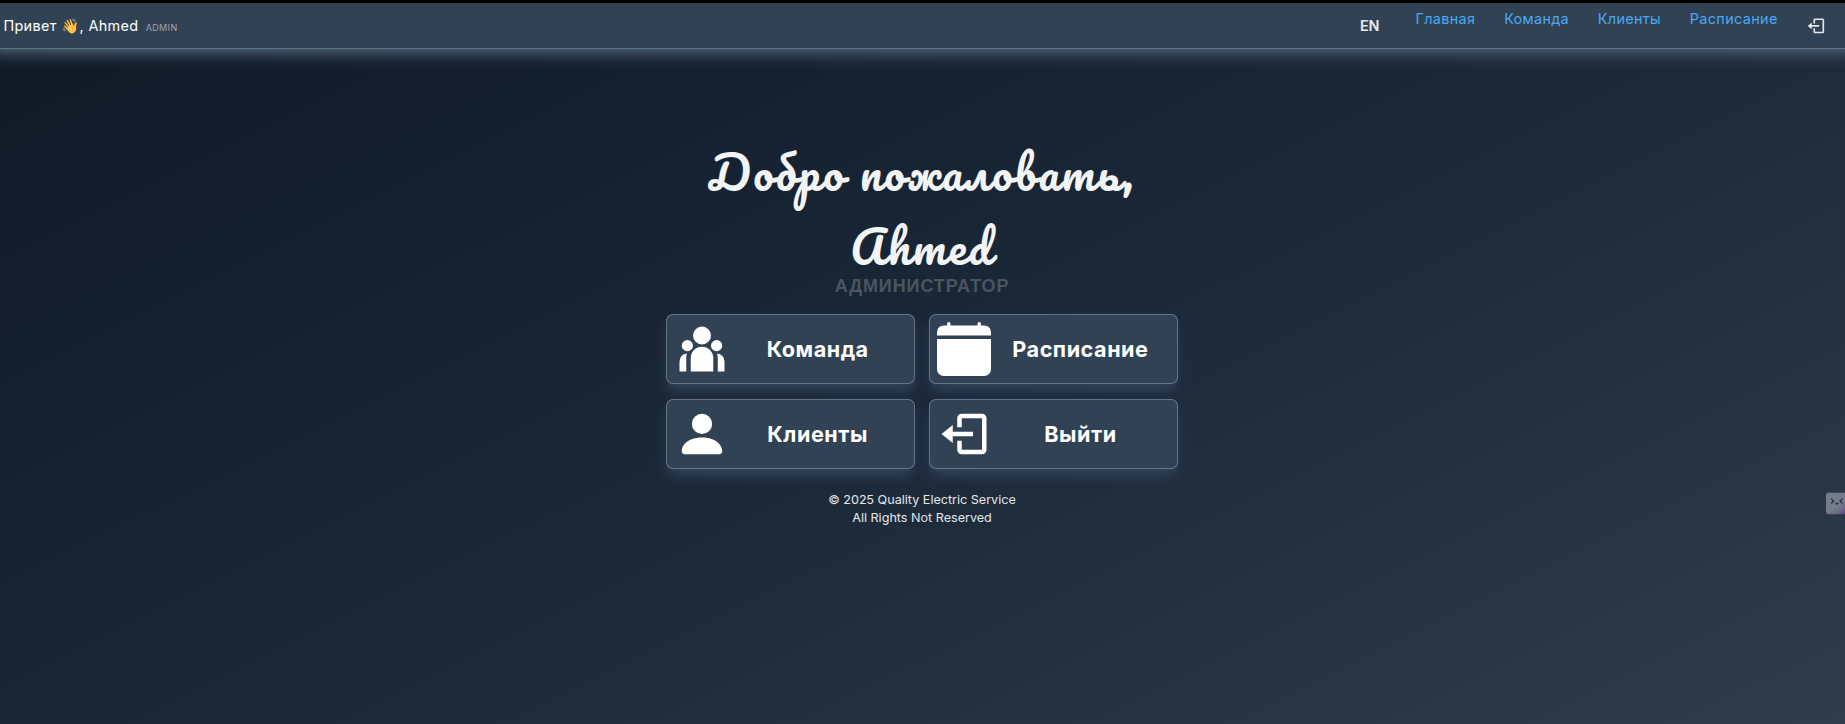 Привет 👋, Ahmed ADMIN
EN Главная Команда Клиенты Расписание
Добро пожаловать,
Ahmed
АДМИНИСТРАТОР
Команда
Расписание
Клиенты
Выйти
© 2025 Quality Electric Service
All Rights Not Reserved